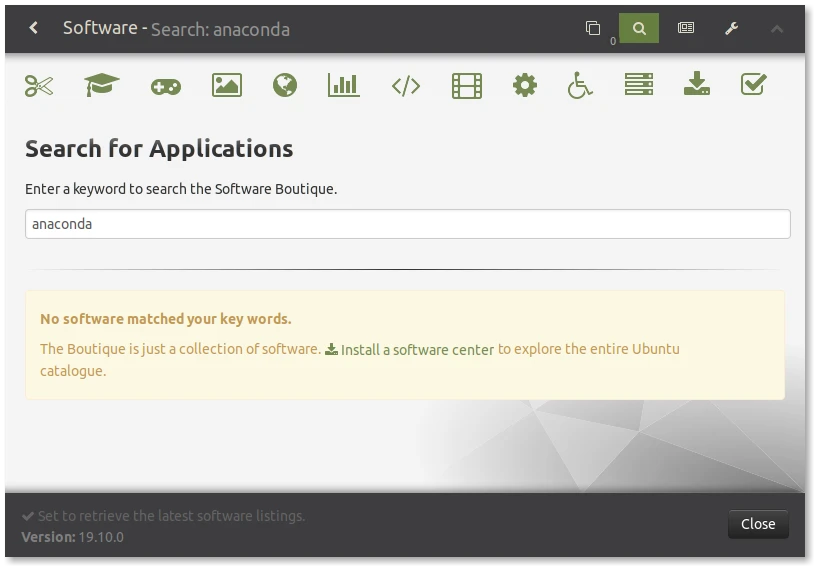 Software - Search: anaconda
0
Search for Applications
Enter a keyword to search the Software Boutique.
anaconda
No software matched your key words.
The Boutique is just a collection of software. Install a software center to explore the entire Ubuntu
catalogue.
Set to retrieve the latest software listings.
Version: 19.10.0
Close